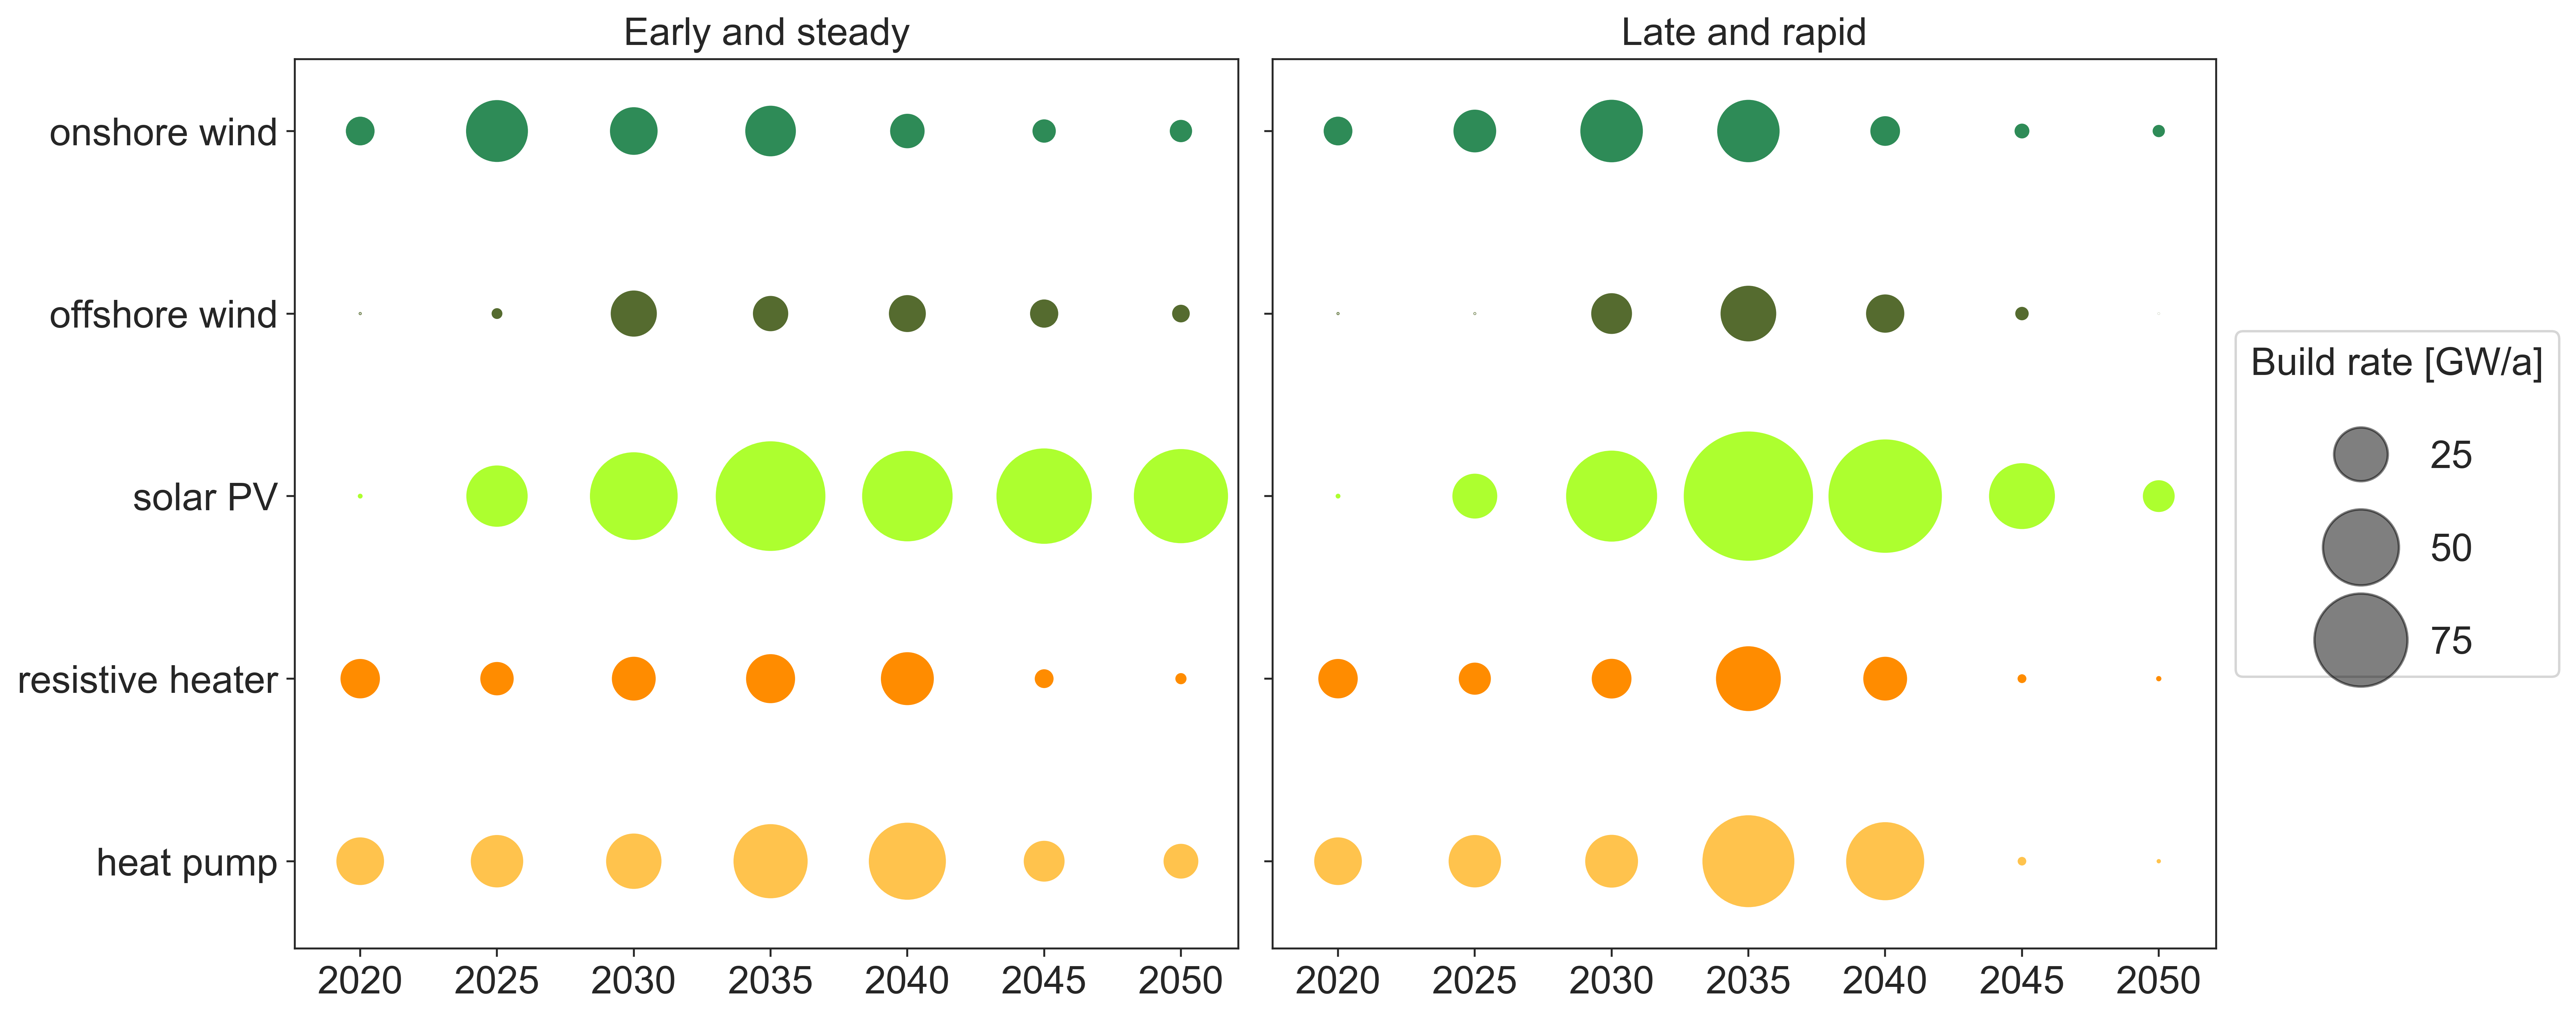 Early and steady
Late and rapid
onshore wind
offshore wind
solar PV
resistive heater
heat pump
2020 2025 2030 2035 2040 2045 2050
2020 2025 2030 2035 2040 2045 2050
Build rate [GW/a]
25
50
75